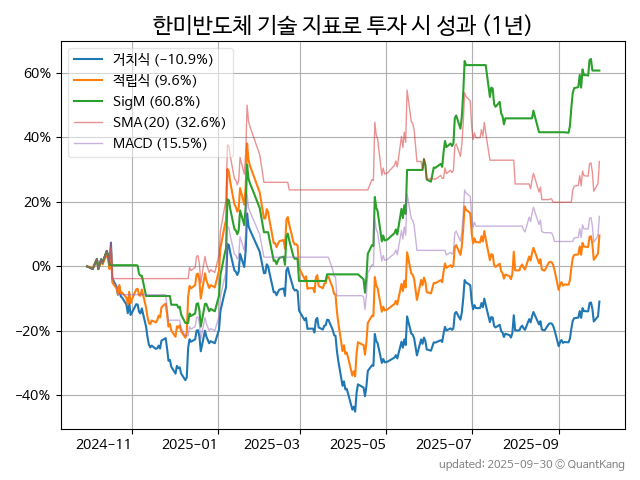 한미반도체 기술 지표로 투자 시 성과 (1년)
거치식 (−10.9%)
적립식 (9.6%)
SigM (60.8%)
SMA(20) (32.6%)
MACD (15.5%)
60%
40%
20%
0%
−20%
−40%
2024-11 2025-01 2025-03 2025-05 2025-07 2025-09
updated: 2025-09-30 © QuantKang